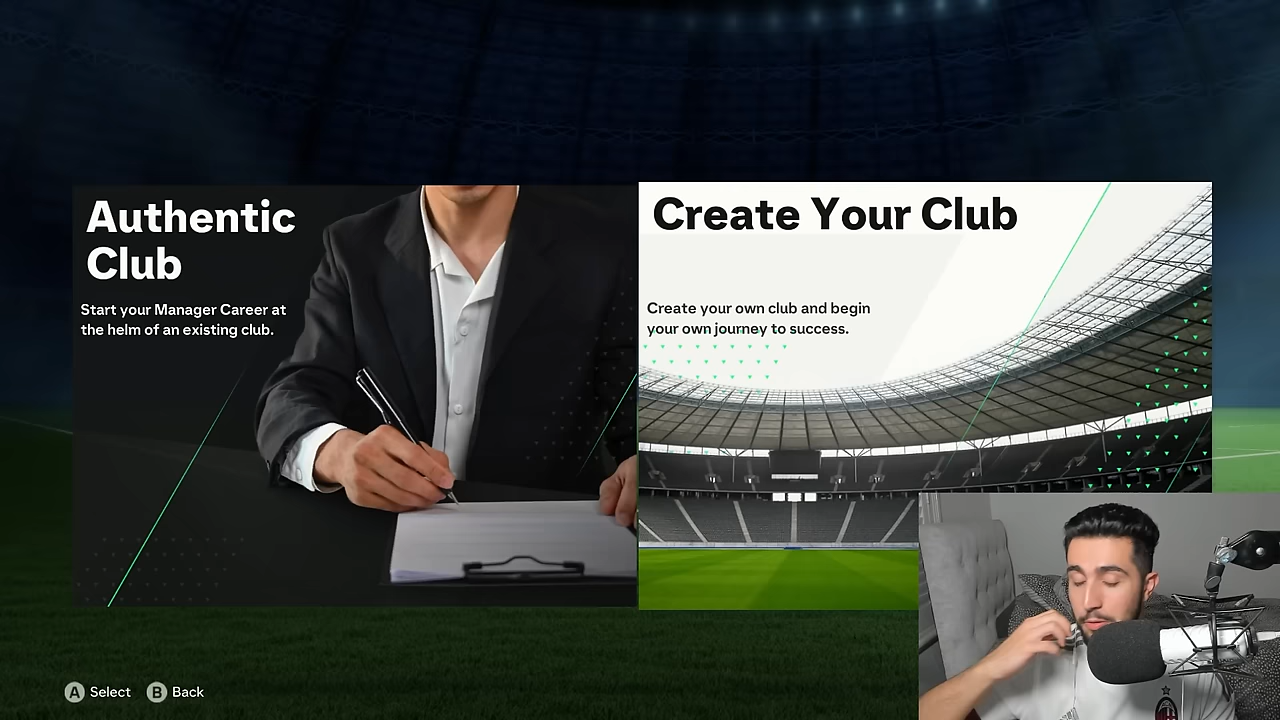 Authentic
Club
Start your Manager Career at
the helm of an existing club.
Create Your Club
Create your own club and begin
your own journey to success.
A Select B Back